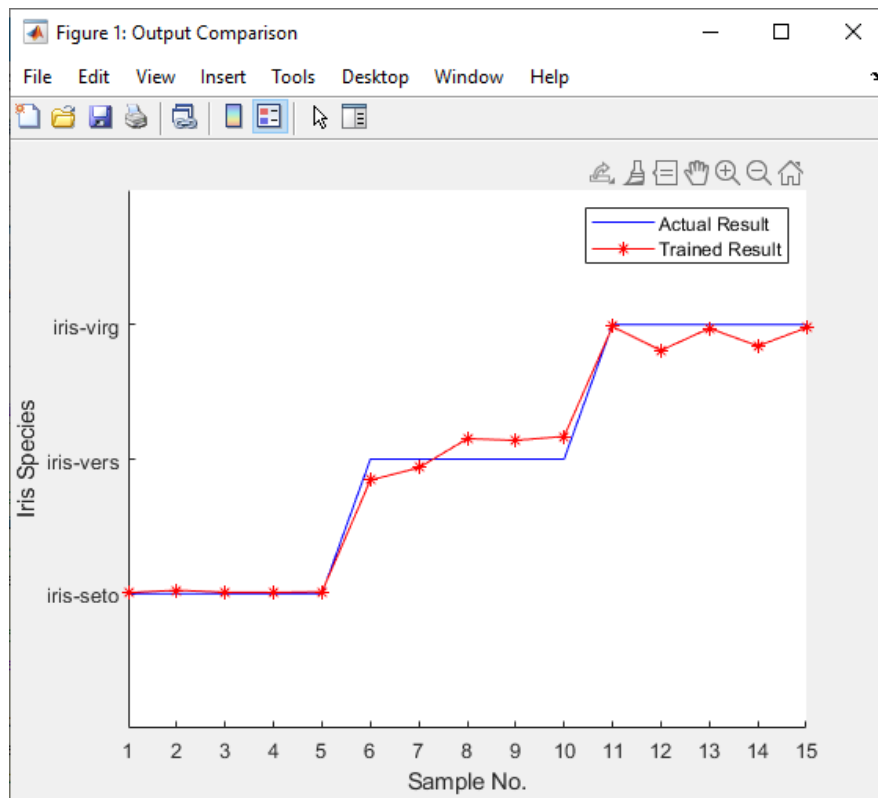 Figure 1: Output Comparison
File Edit View Insert Tools Desktop Window Help
Actual Result
Trained Result
iris-virg
iris-vers
iris-seto
Iris Species
1 2 3 4 5 6 7 8 9 10 11 12 13 14 15
Sample No.